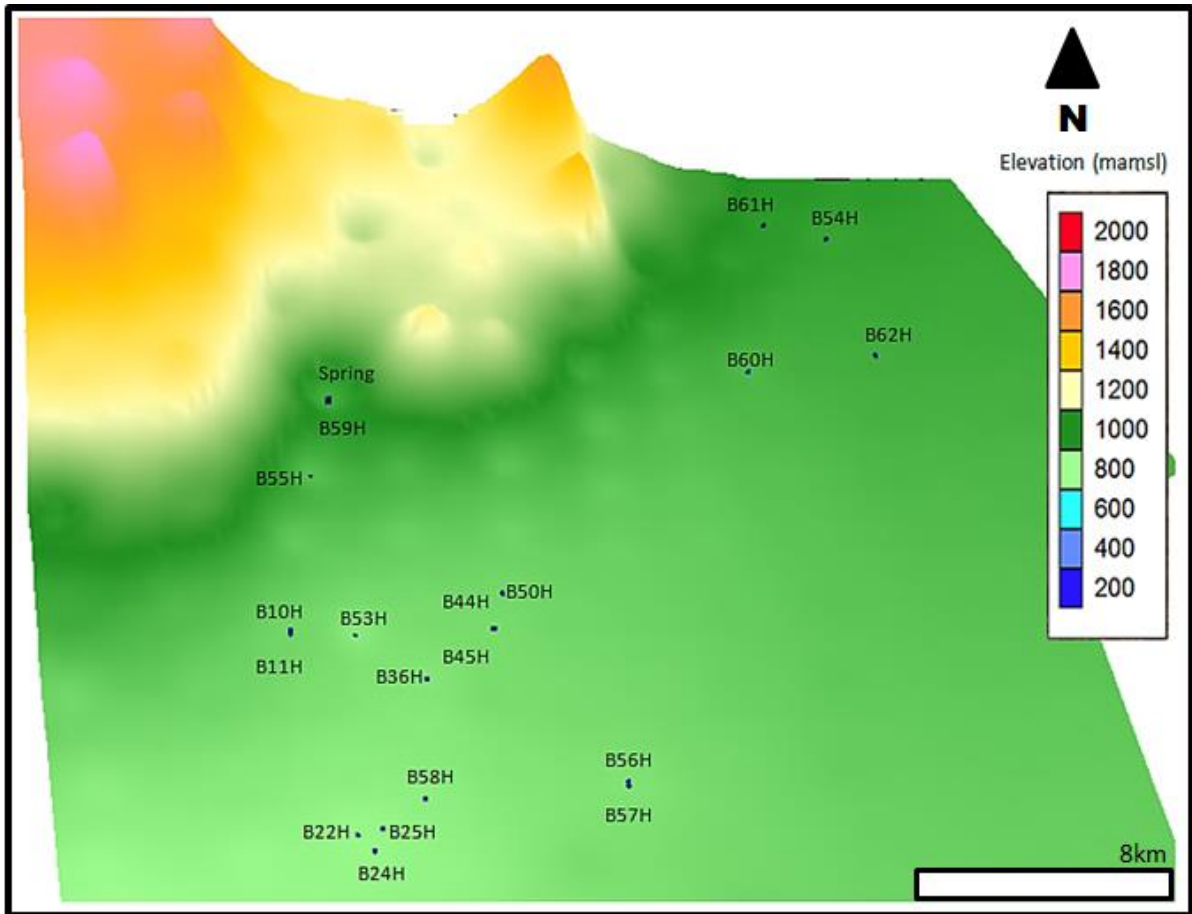 N
Elevation (mamsl)
2000
1800
1600
1400
1200
1000
800
600
400
200
B61H
B54H
B62H
B60H
Spring
B59H
B55H
B50H
B44H
B10H
B53H
B45H
B11H
B36H
B56H
B58H
B57H
B22H
B25H
B24H
8km